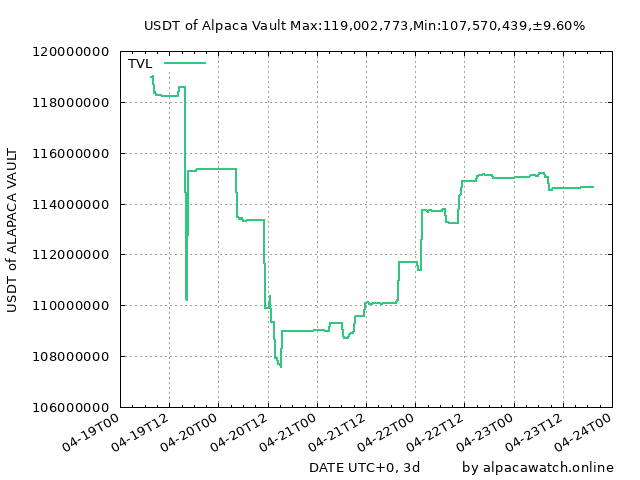 USDT of Alpaca Vault Max:119,002,773,Min:107,570,439,±9.60%
TVL
USDT of ALAPACA VAULT
120000000
118000000
116000000
114000000
112000000
110000000
108000000
106000000
04-19T00
04-19T12
04-20T00
04-20T12
04-21T00
04-21T12
04-22T00
04-22T12
04-23T00
04-23T12
04-24T00
DATE UTC+0, 3d
by alpacawatch.online